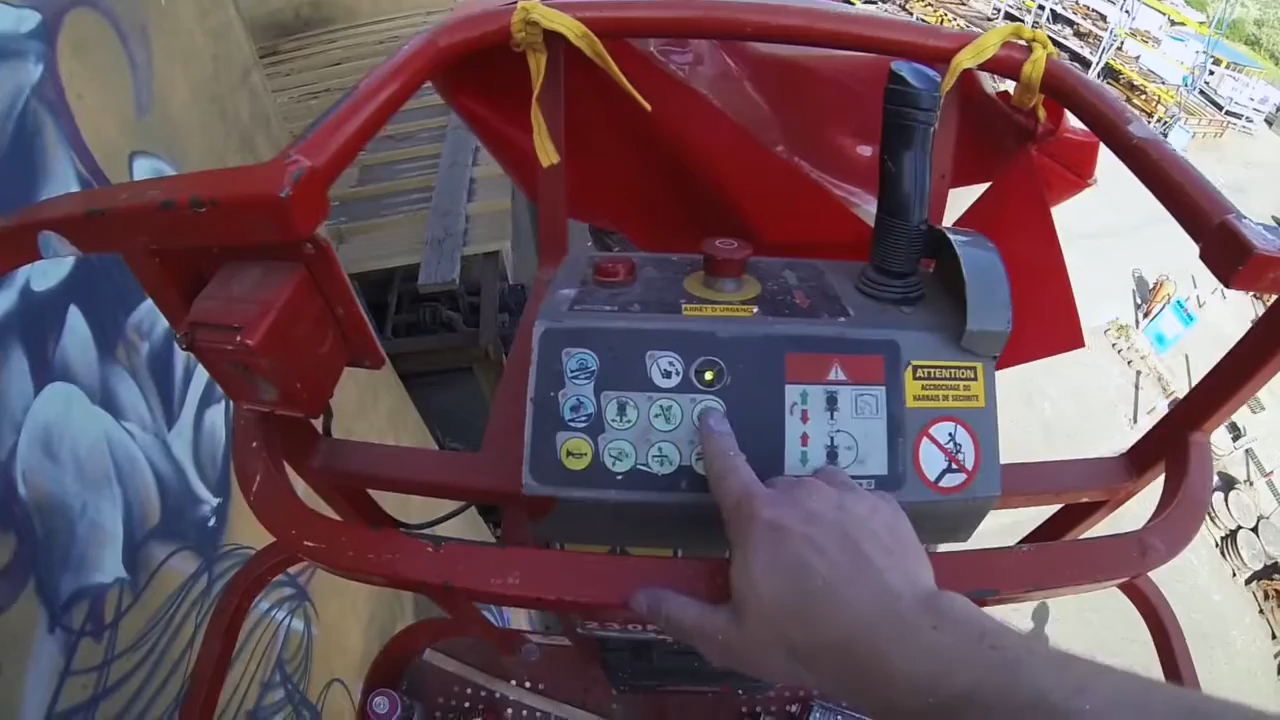 ARRÊT D'URGENCE
ATTENTION
ACCROCHAGE DU
HARNAIS DE SÉCURITÉ